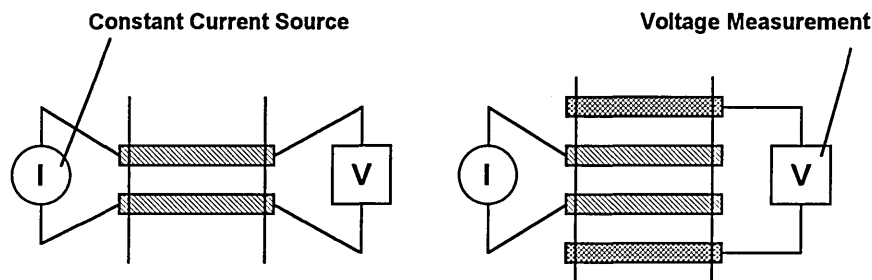 Constant Current Source
Voltage Measurement
I
V
I
V